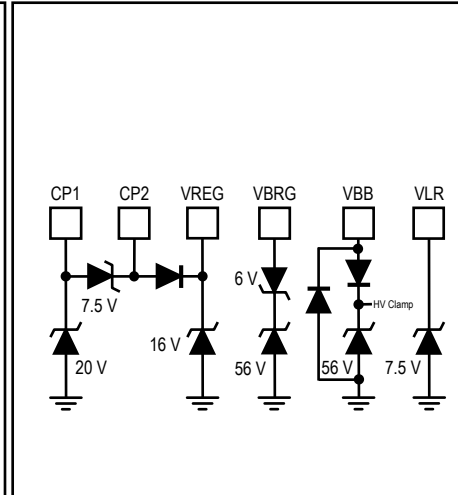 CP1 CP2 VREG VBRG VBB VLR
6 V
HV Clamp
7.5 V
16 V
20 V 56 V 56 V 7.5 V